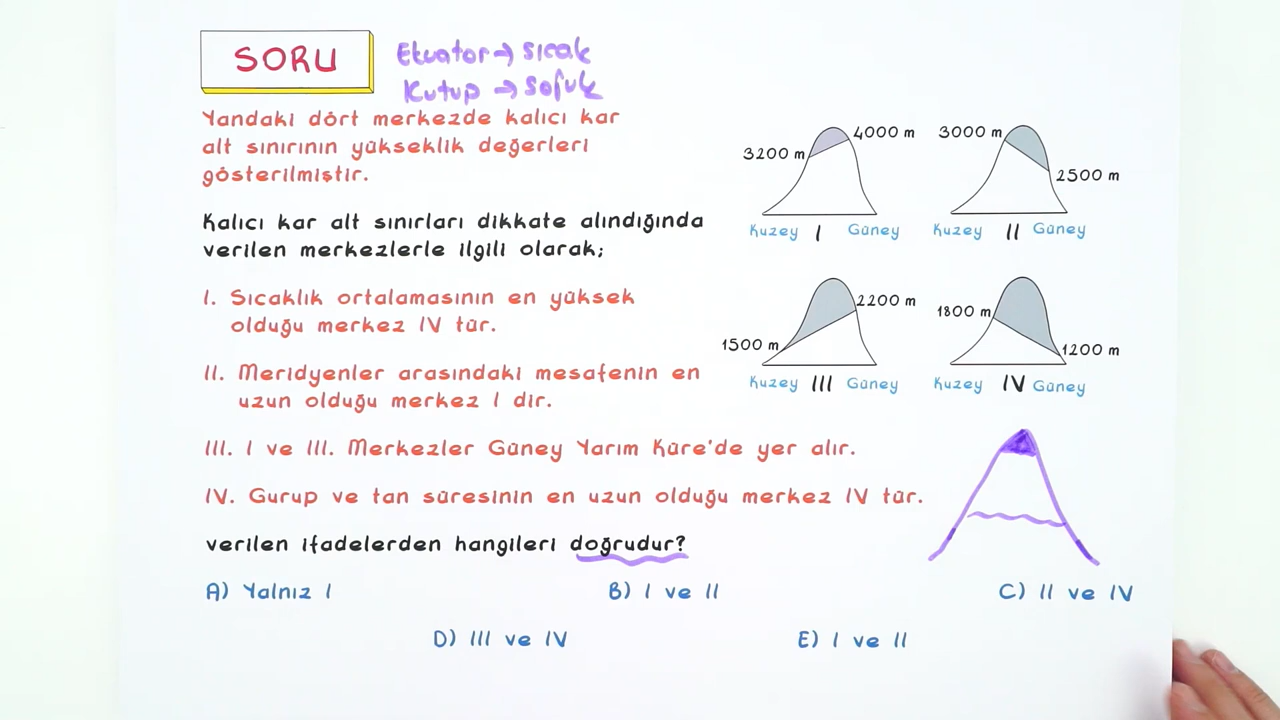 SORU
Ekvator → sıcak
Kutup → soğuk
Yandaki dört merkezde kalıcı kar
alt sınırının yükseklik değerleri
gösterilmiştir.
Kalıcı kar alt sınırları dikkate alındığında
verilen merkezlerle ilgili olarak;
I. Sıcaklık ortalamasının en yüksek
olduğu merkez IV tür.
II. Meridyenler arasındaki mesafenin en
uzun olduğu merkez I dir.
III. I ve III. Merkezler Güney Yarım Küre'de yer alır.
IV. Gurup ve tan süresinin en uzun olduğu merkez IV tür.
verilen ifadelerden hangileri doğrudur?
A) Yalnız I
B) I ve II
C) II ve IV
D) III ve IV
E) I ve II
3200 m
4000 m
Kuzey I Güney
3000 m
2500 m
Kuzey II Güney
1500 m
2200 m
Kuzey III Güney
1800 m
1200 m
Kuzey IV Güney